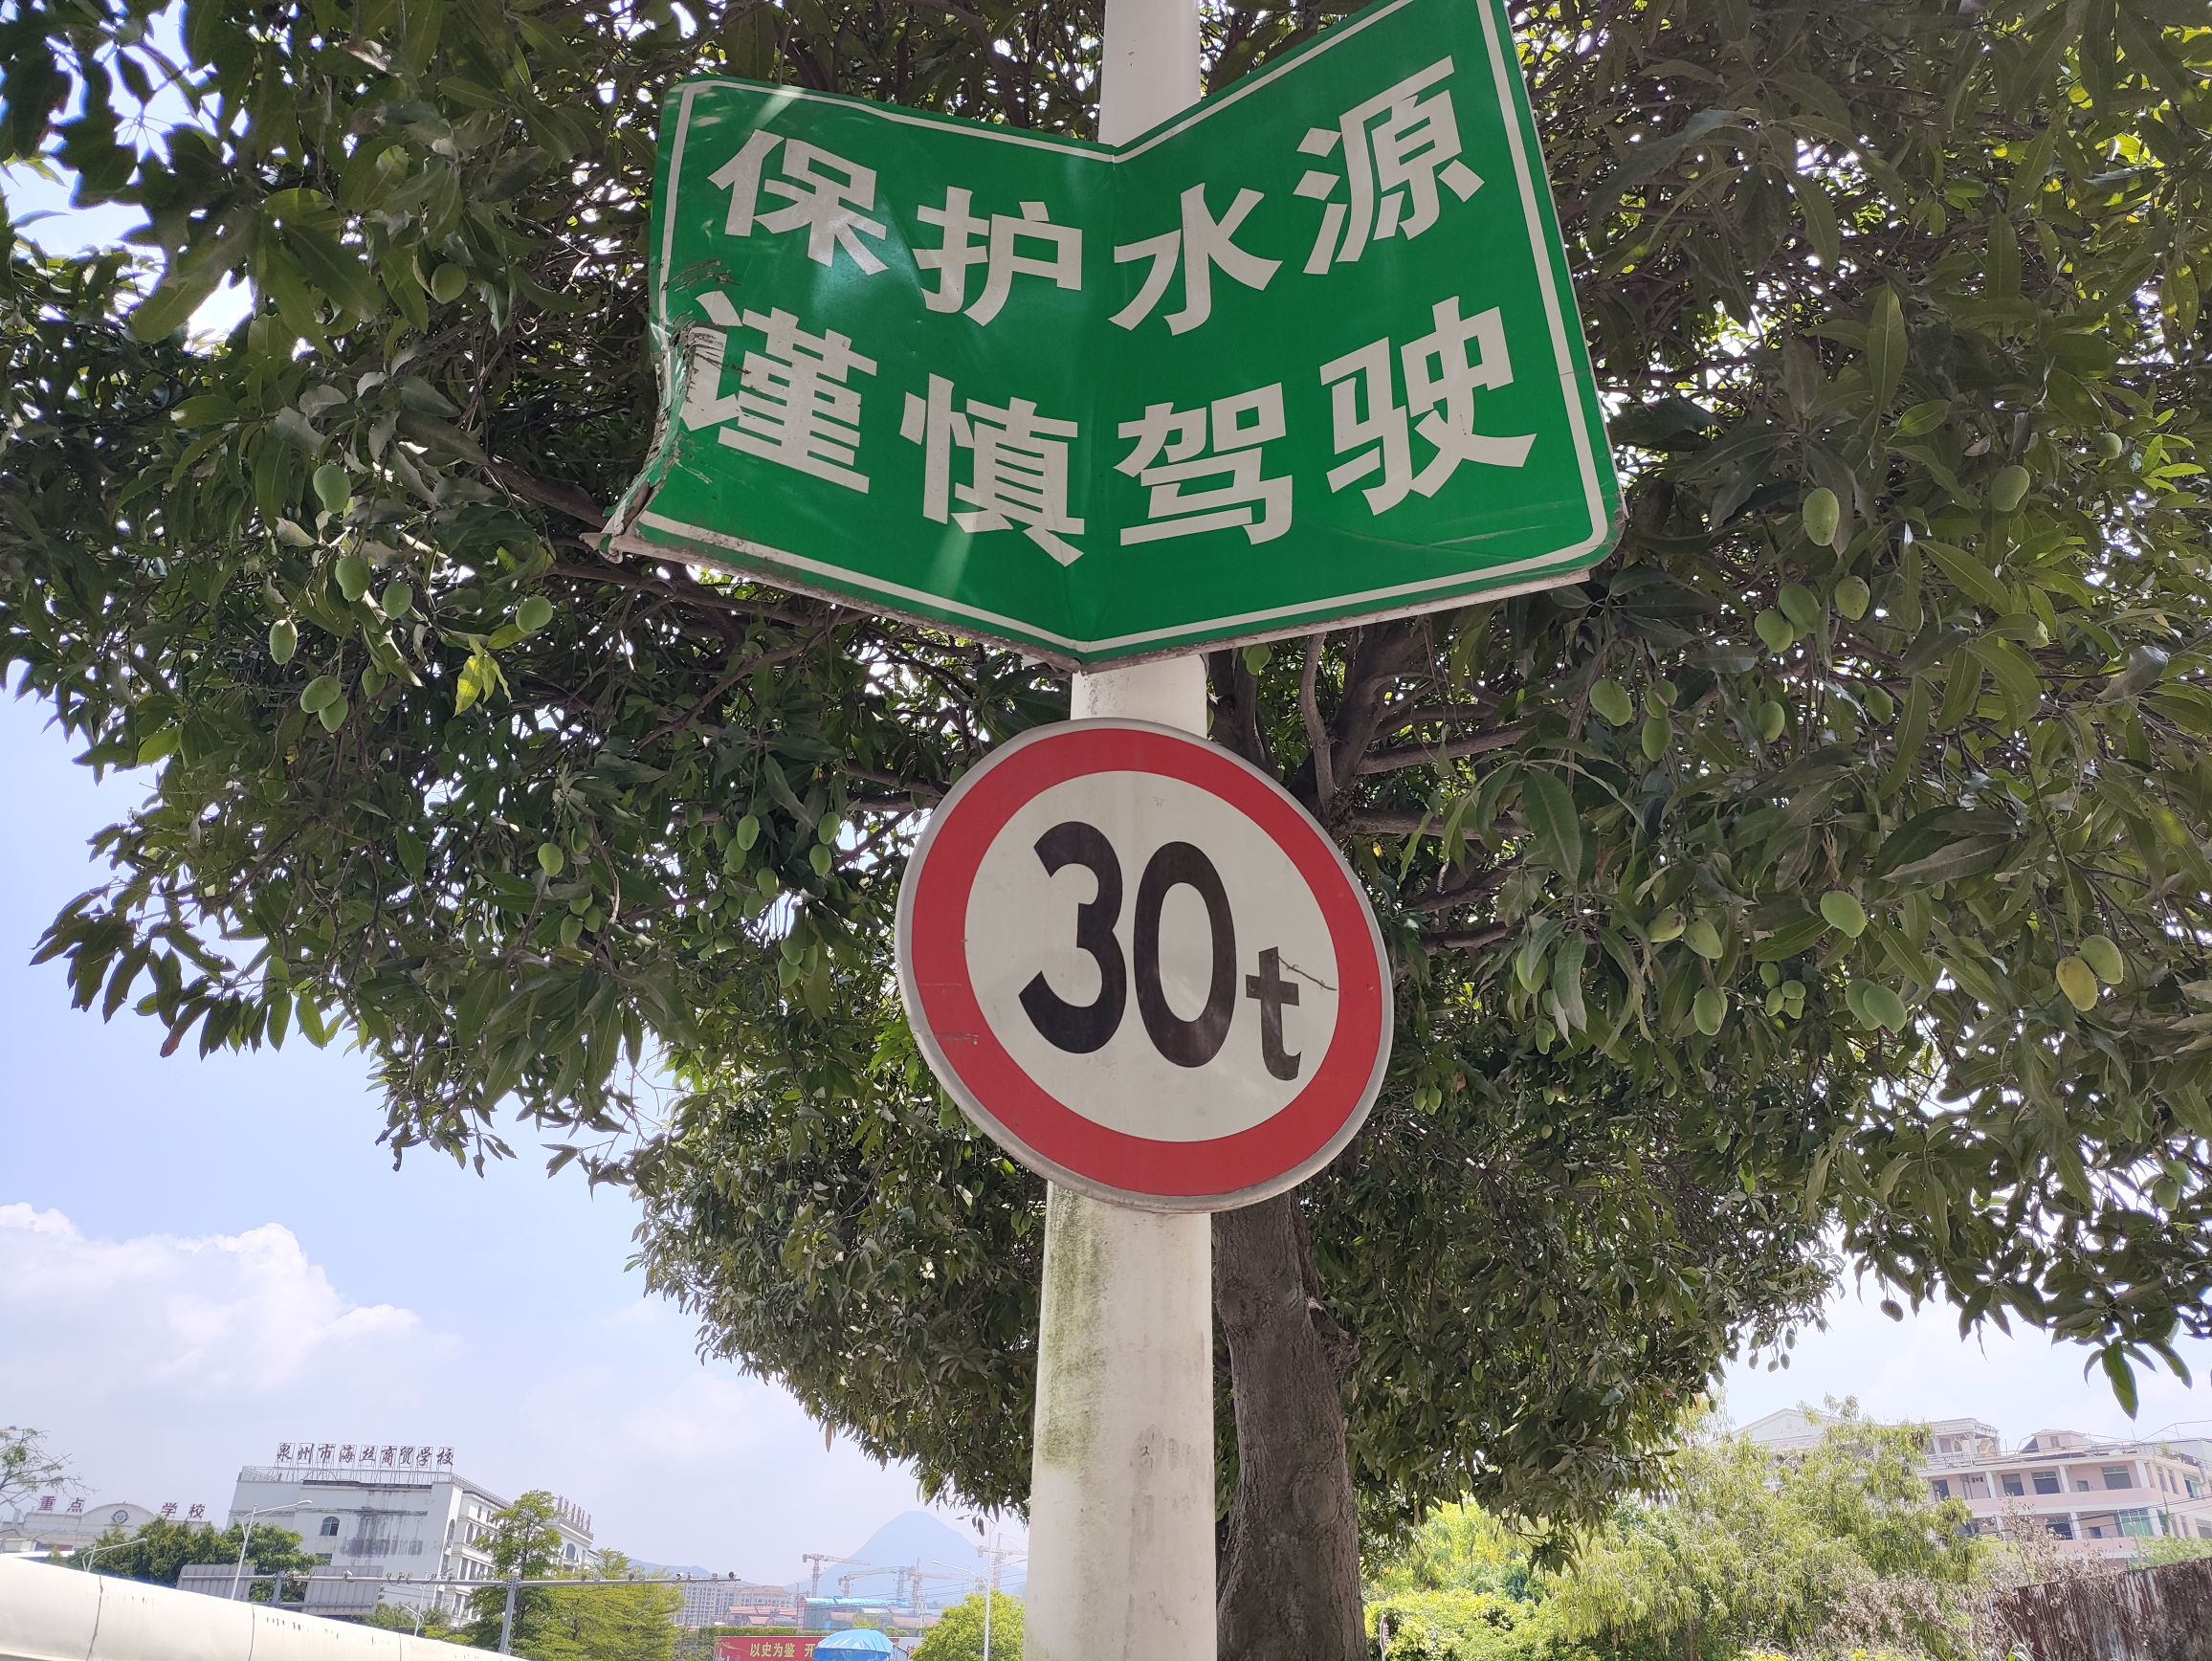 保护水源
谨慎驾驶
30t
泉州市海丝商贸学校
重点 学校
以史为鉴 开